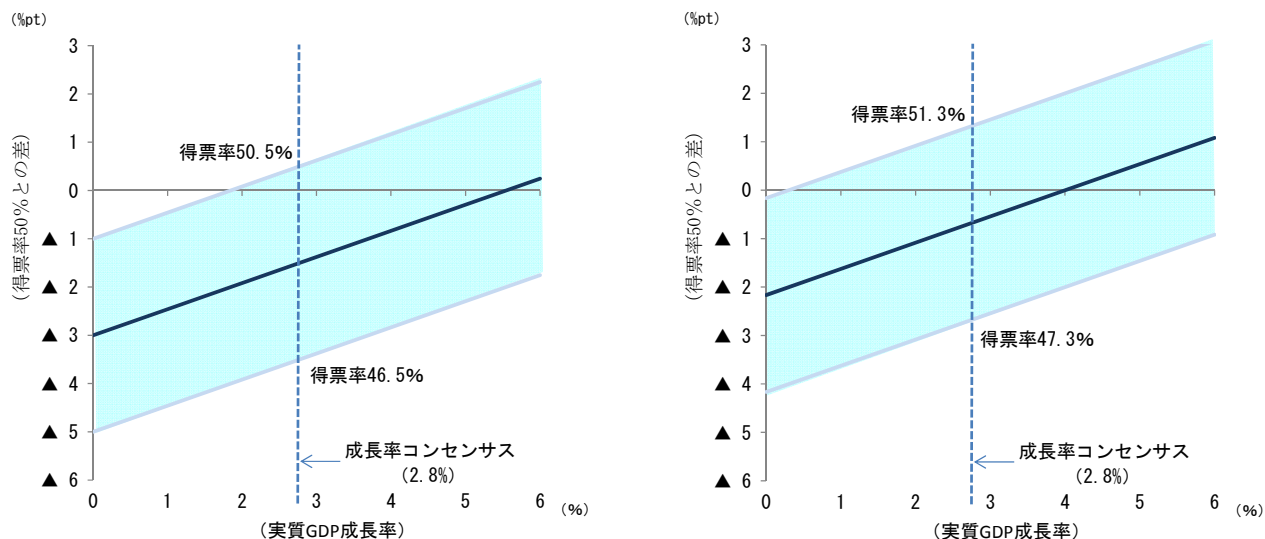 (%pt)
3
2
1
0
▲ 1
▲ 2
▲ 3
▲ 4
▲ 5
▲ 6
(得票率50%との差)
得票率50.5%
得票率46.5%
成長率コンセンサス
(2.8%)
1 2 3 4 5 6
0 1 2 3 4 5 6
(%)
(実質GDP成長率)
(%pt)
3
2
1
0
▲ 1
▲ 2
▲ 3
▲ 4
▲ 5
▲ 6
(得票率50%との差)
得票率51.3%
得票率47.3%
成長率コンセンサス
(2.8%)
0 1 2 3 4 5 6
(%)
(実質GDP成長率)